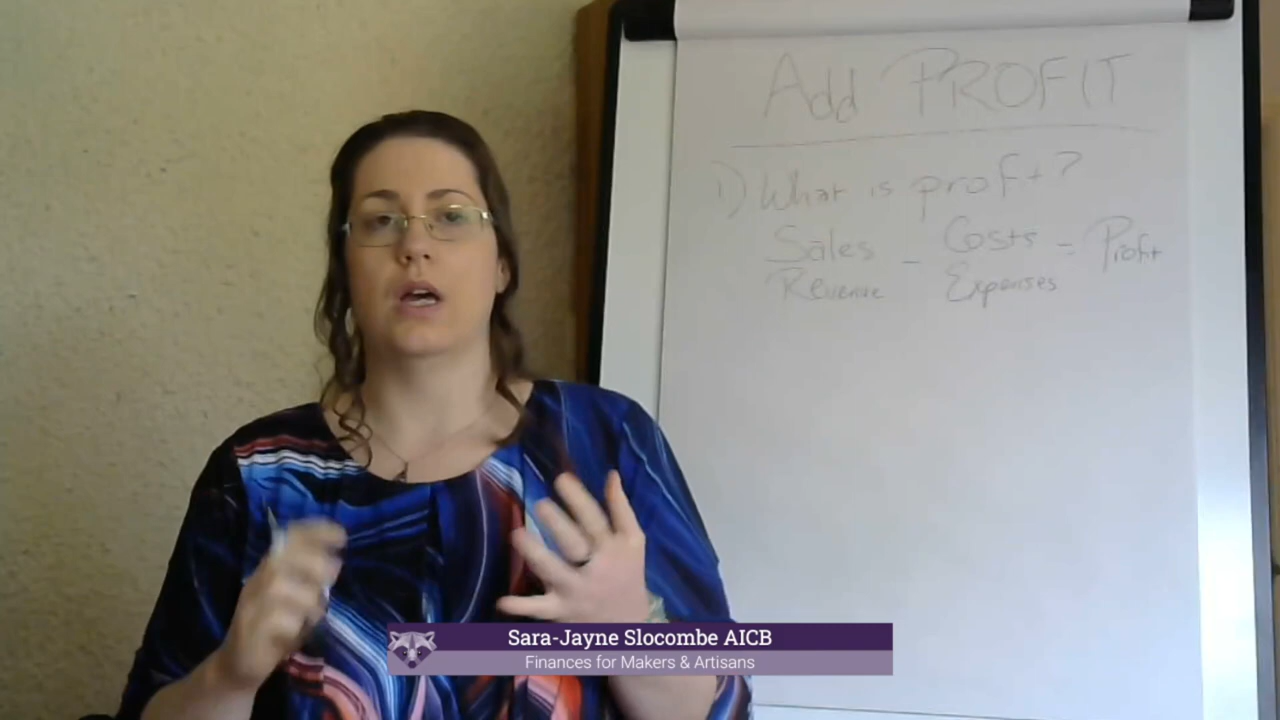 Add PROFIT
1) What is profit?
Sales - Costs = Profit
Revenue Expenses
Sara-Jayne Slocombe AICB
Finances for Makers & Artisans